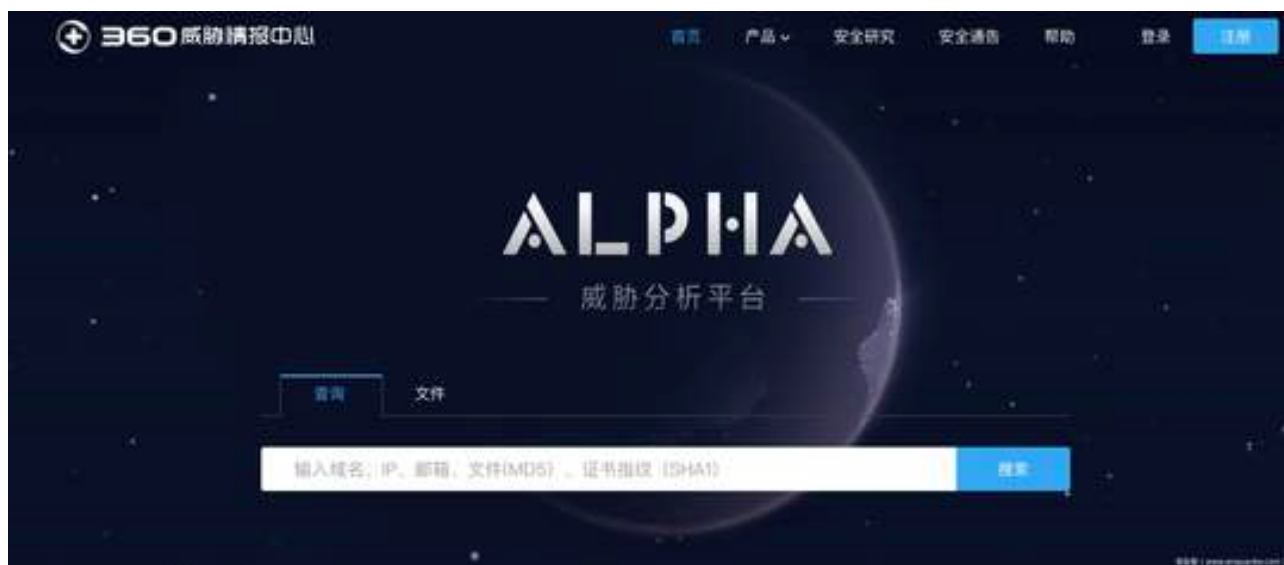 360威胁情报中心
首页 产品 安全研究 安全通告 帮助 登录 注册
ALPHA
威胁分析平台
查询 文件
输入域名、IP、邮箱、文件(MD5)、证书指纹 (SHA1) 搜索